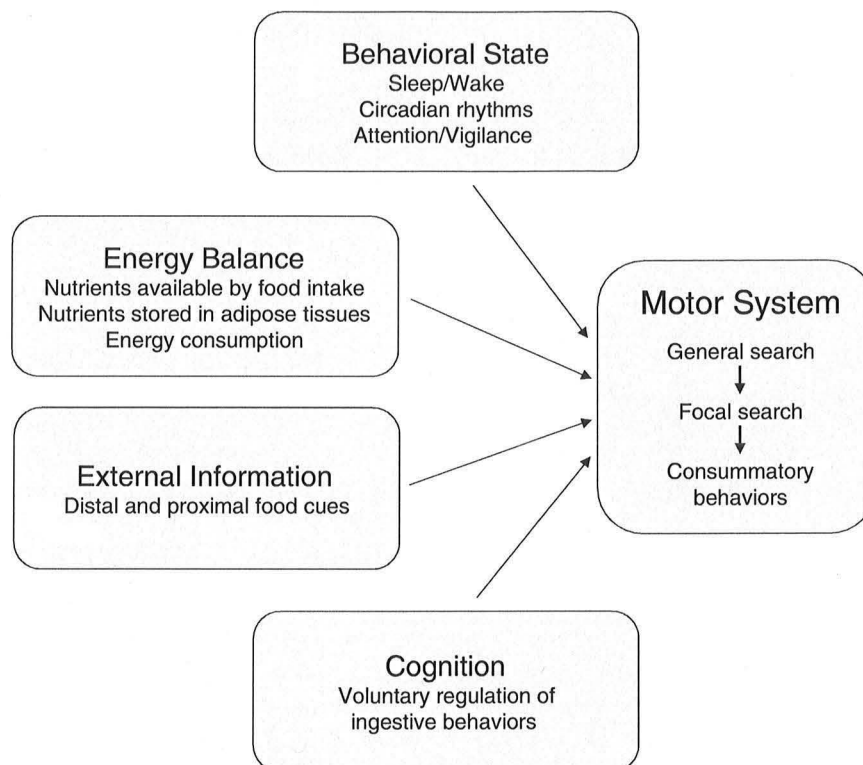 Behavioral State
Sleep/Wake
Circadian rhythms
Attention/Vigilance
Energy Balance
Nutrients available by food intake
Nutrients stored in adipose tissues
Energy consumption
External Information
Distal and proximal food cues
Cognition
Voluntary regulation of
ingestive behaviors
Motor System
General search
Focal search
Consummatory
behaviors